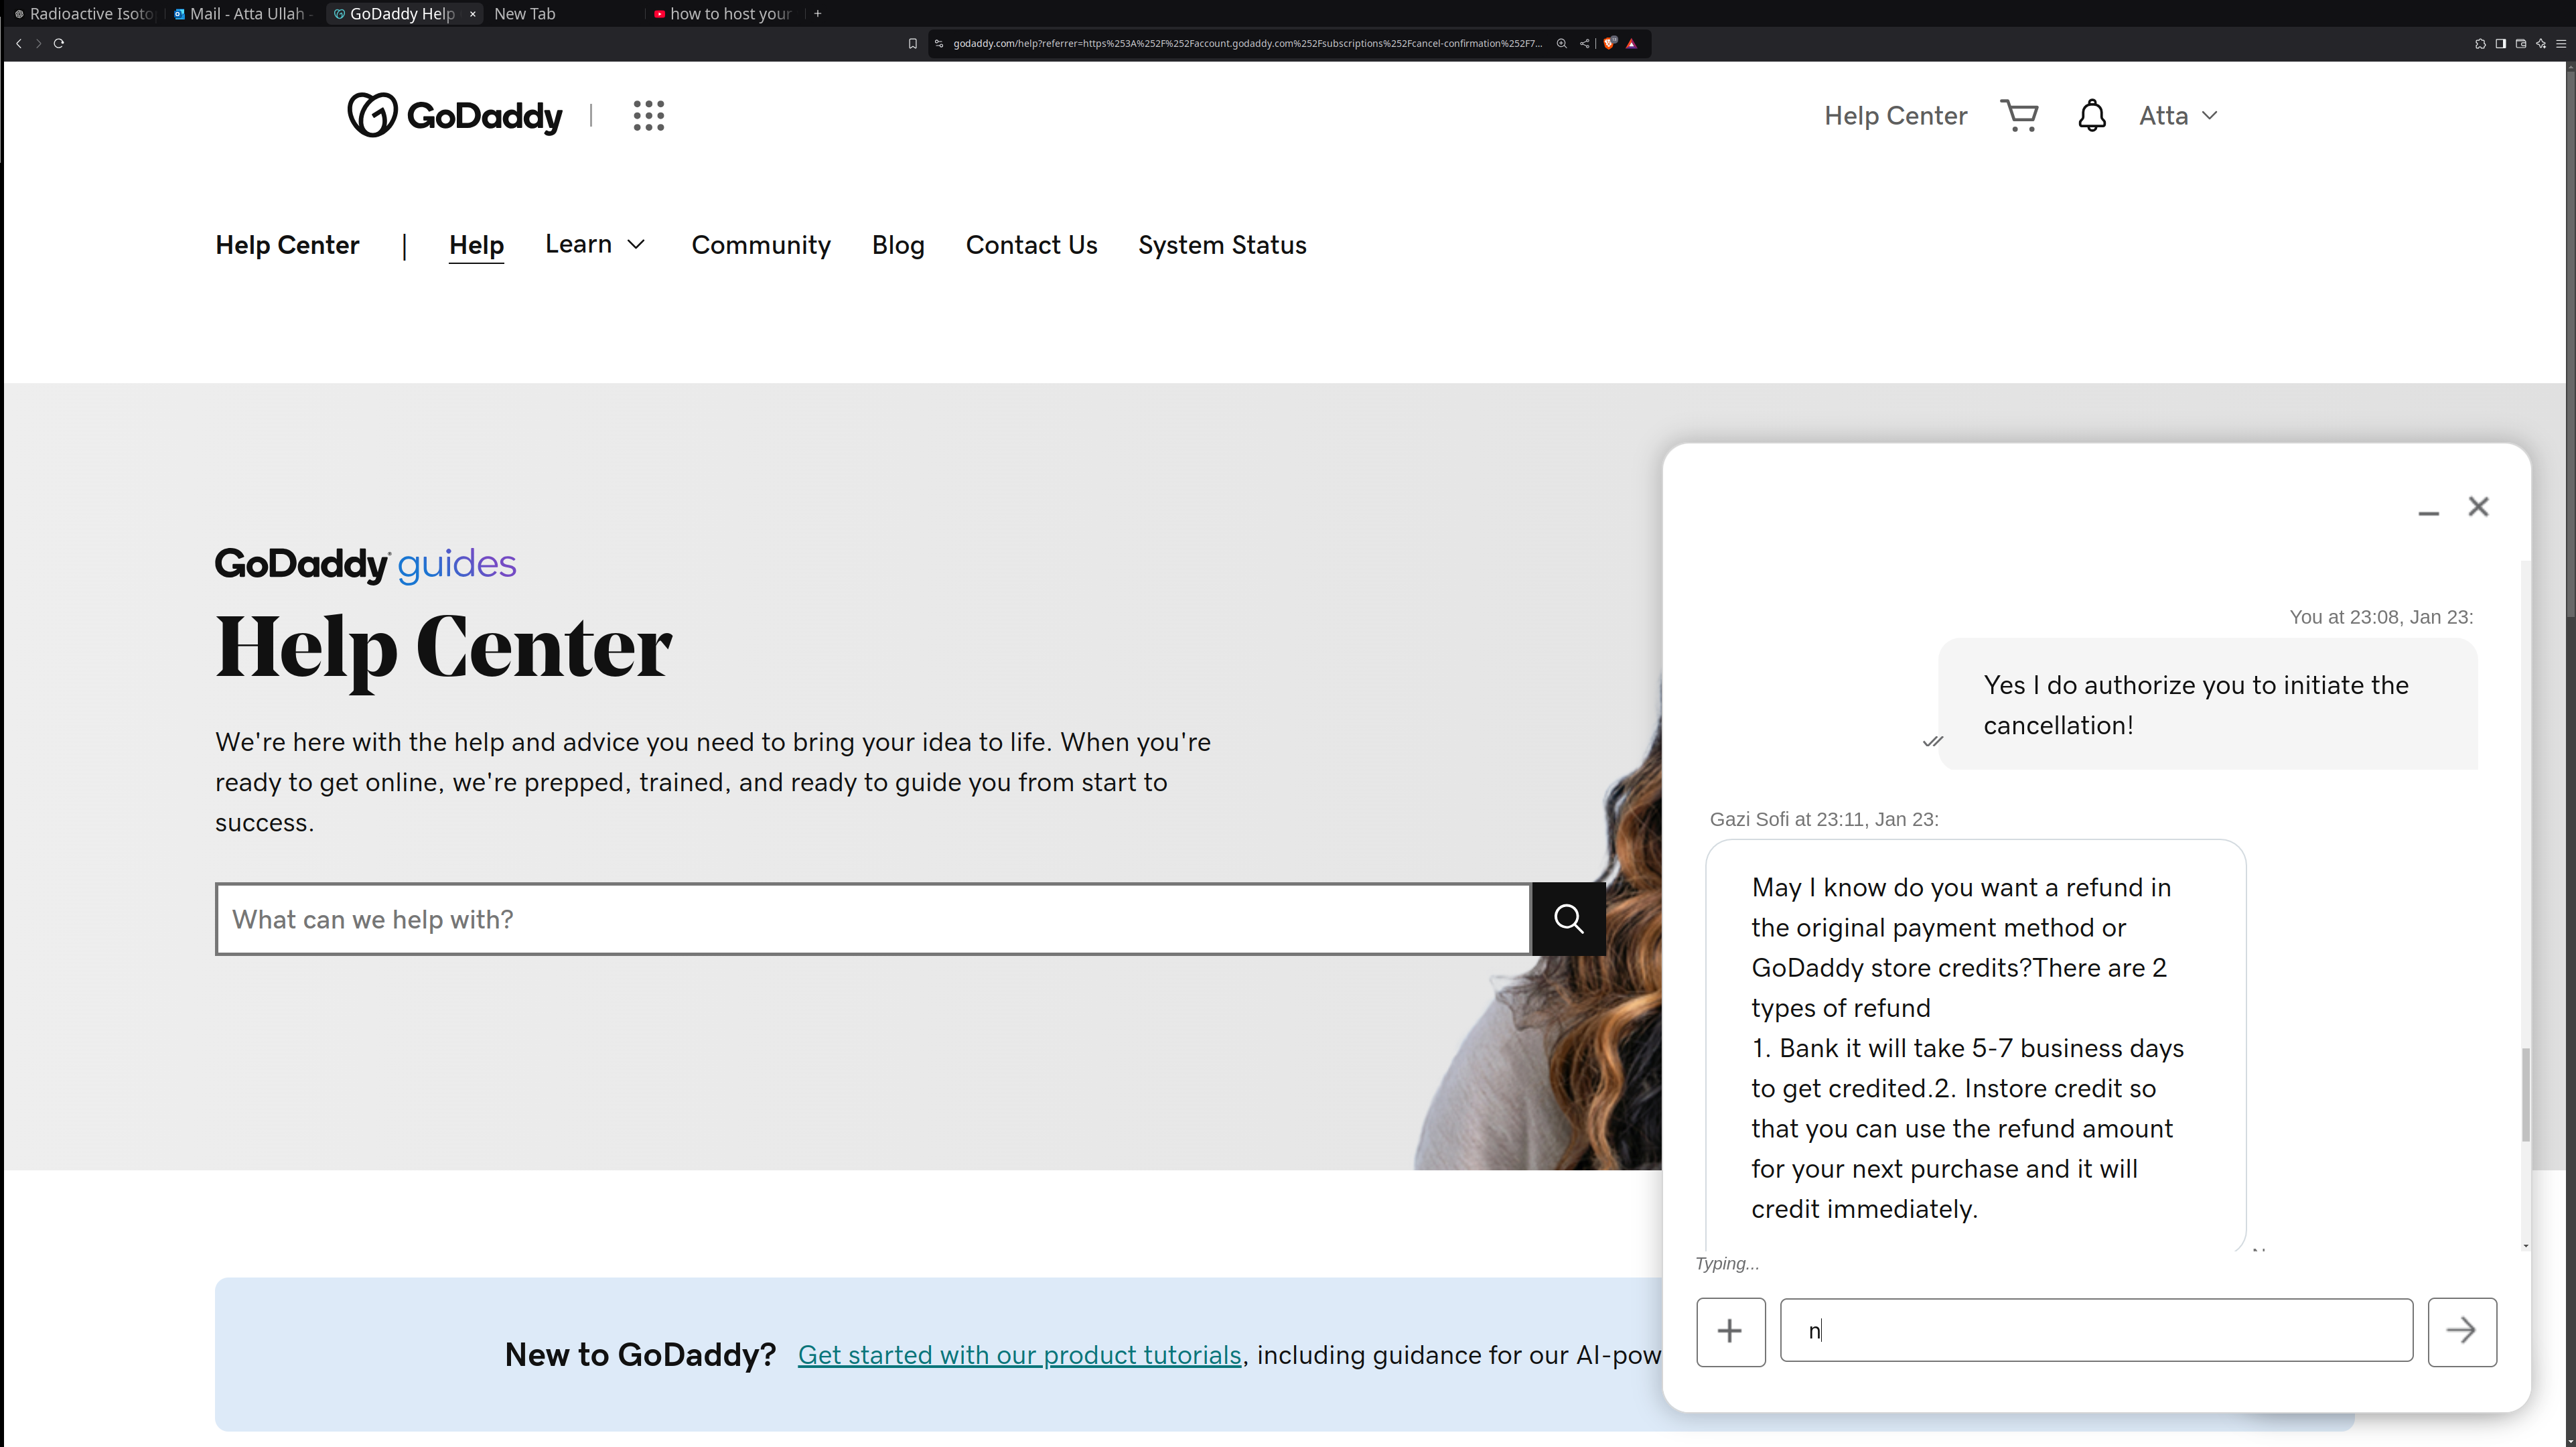 Radioactive Isoto
Mail - Atta Ullah -
GoDaddy Help
New Tab
how to host your
godaddy.com/help?referrer=https%253A%252F%252Faccount.godaddy.com%252Fsubscriptions%252Fcancel-confirmation%252F7...
GoDaddy
Help Center
Atta
Help Center | Help Learn Community Blog Contact Us System Status
GoDaddy guides
Help Center
We're here with the help and advice you need to bring your idea to life. When you're
ready to get online, we're prepped, trained, and ready to guide you from start to
success.
What can we help with?
New to GoDaddy? Get started with our product tutorials, including guidance for our AI-pow
You at 23:08, Jan 23:
Yes I do authorize you to initiate the
cancellation!
Gazi Sofi at 23:11, Jan 23:
May I know do you want a refund in
the original payment method or
GoDaddy store credits?There are 2
types of refund
1. Bank it will take 5-7 business days
to get credited.2. Instore credit so
that you can use the refund amount
for your next purchase and it will
credit immediately.
Typing...
n